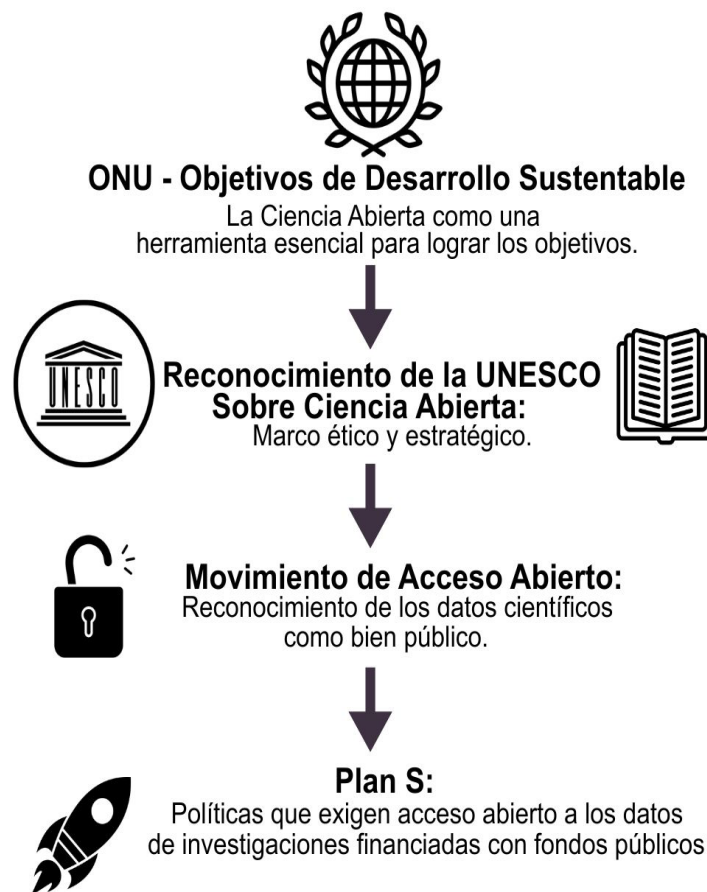 ONU - Objetivos de Desarrollo Sustentable
La Ciencia Abierta como una
herramienta esencial para lograr los objetivos.
UNESCO
Reconocimiento de la UNESCO
Sobre Ciencia Abierta:
Marco ético y estratégico.
Movimiento de Acceso Abierto:
Reconocimiento de los datos científicos
como bien público.
Plan S:
Políticas que exigen acceso abierto a los datos
de investigaciones financiadas con fondos públicos